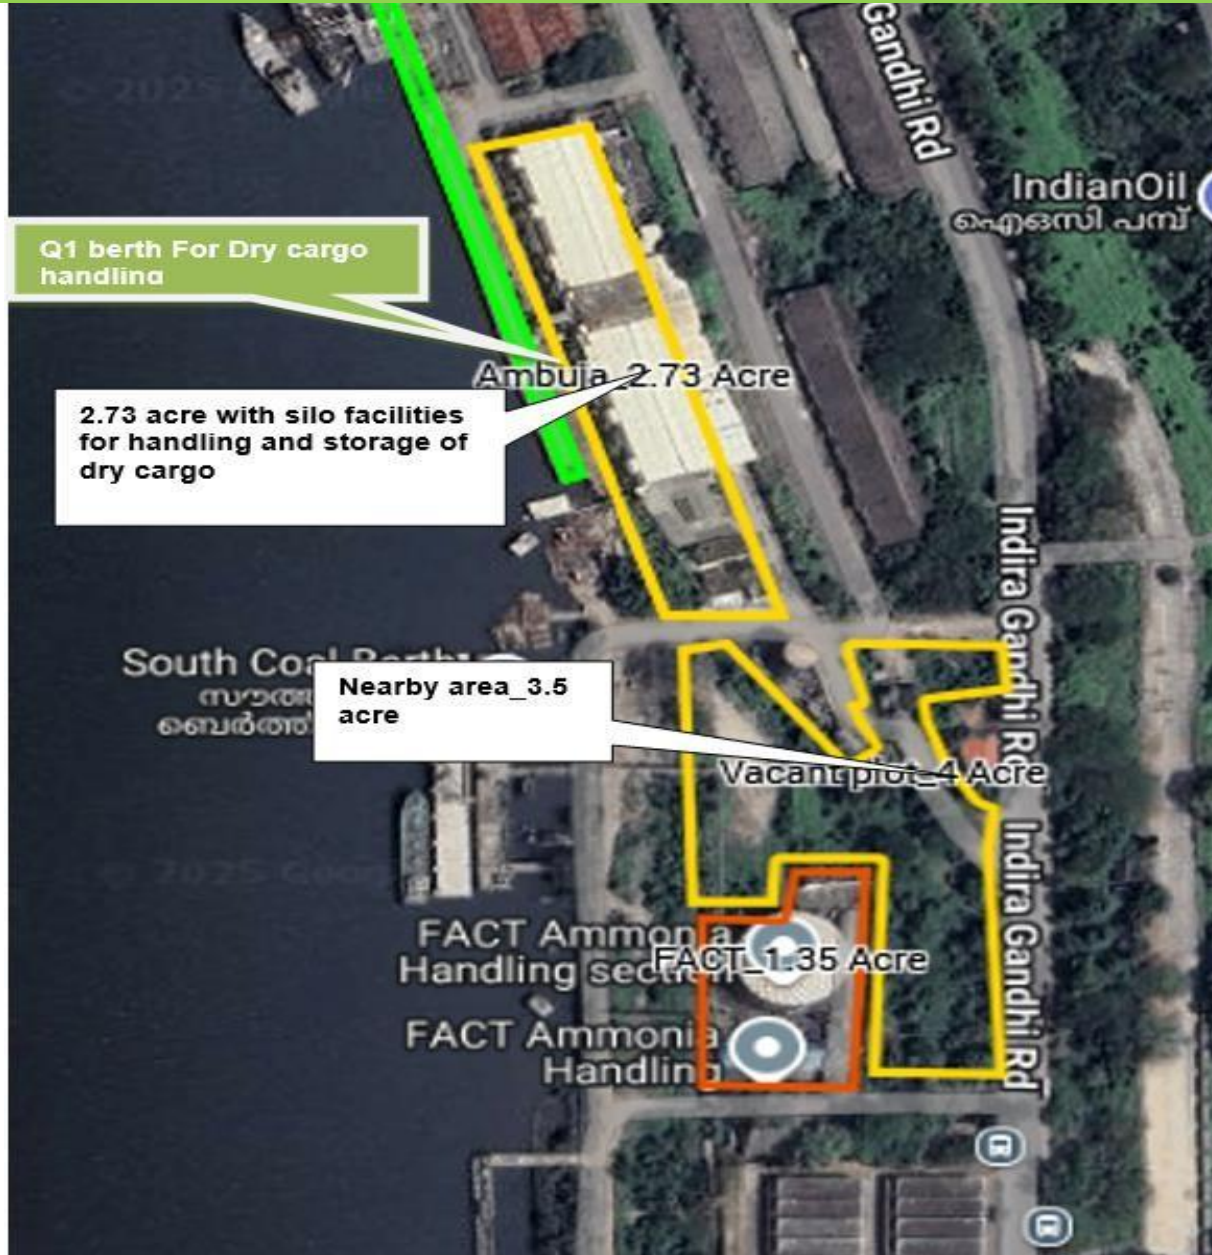 Gandhi Rd
IndianOil
ഐഒസി പമ്പ്
Q1 berth For Dry cargo
handling
Ambuja_2.73 Acre
2.73 acre with silo facilities
for handling and storage of
dry cargo
Indira Gandhi Rd
South Coal Berth
ബെർത്ത്
Nearby area_3.5
acre
Vacant plot_4 Acre
Indira Gandhi Rd
FACT Ammonia
Handling section
FACT_1.35 Acre
FACT Ammonia
Handling